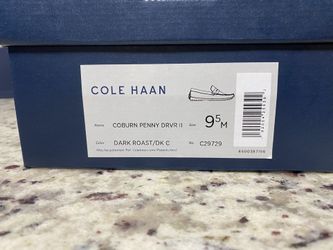 COLE HAAN
Name COBURN PENNY DRVR II Size 9 5 M
Color DARK ROAST/DK C No. C29729